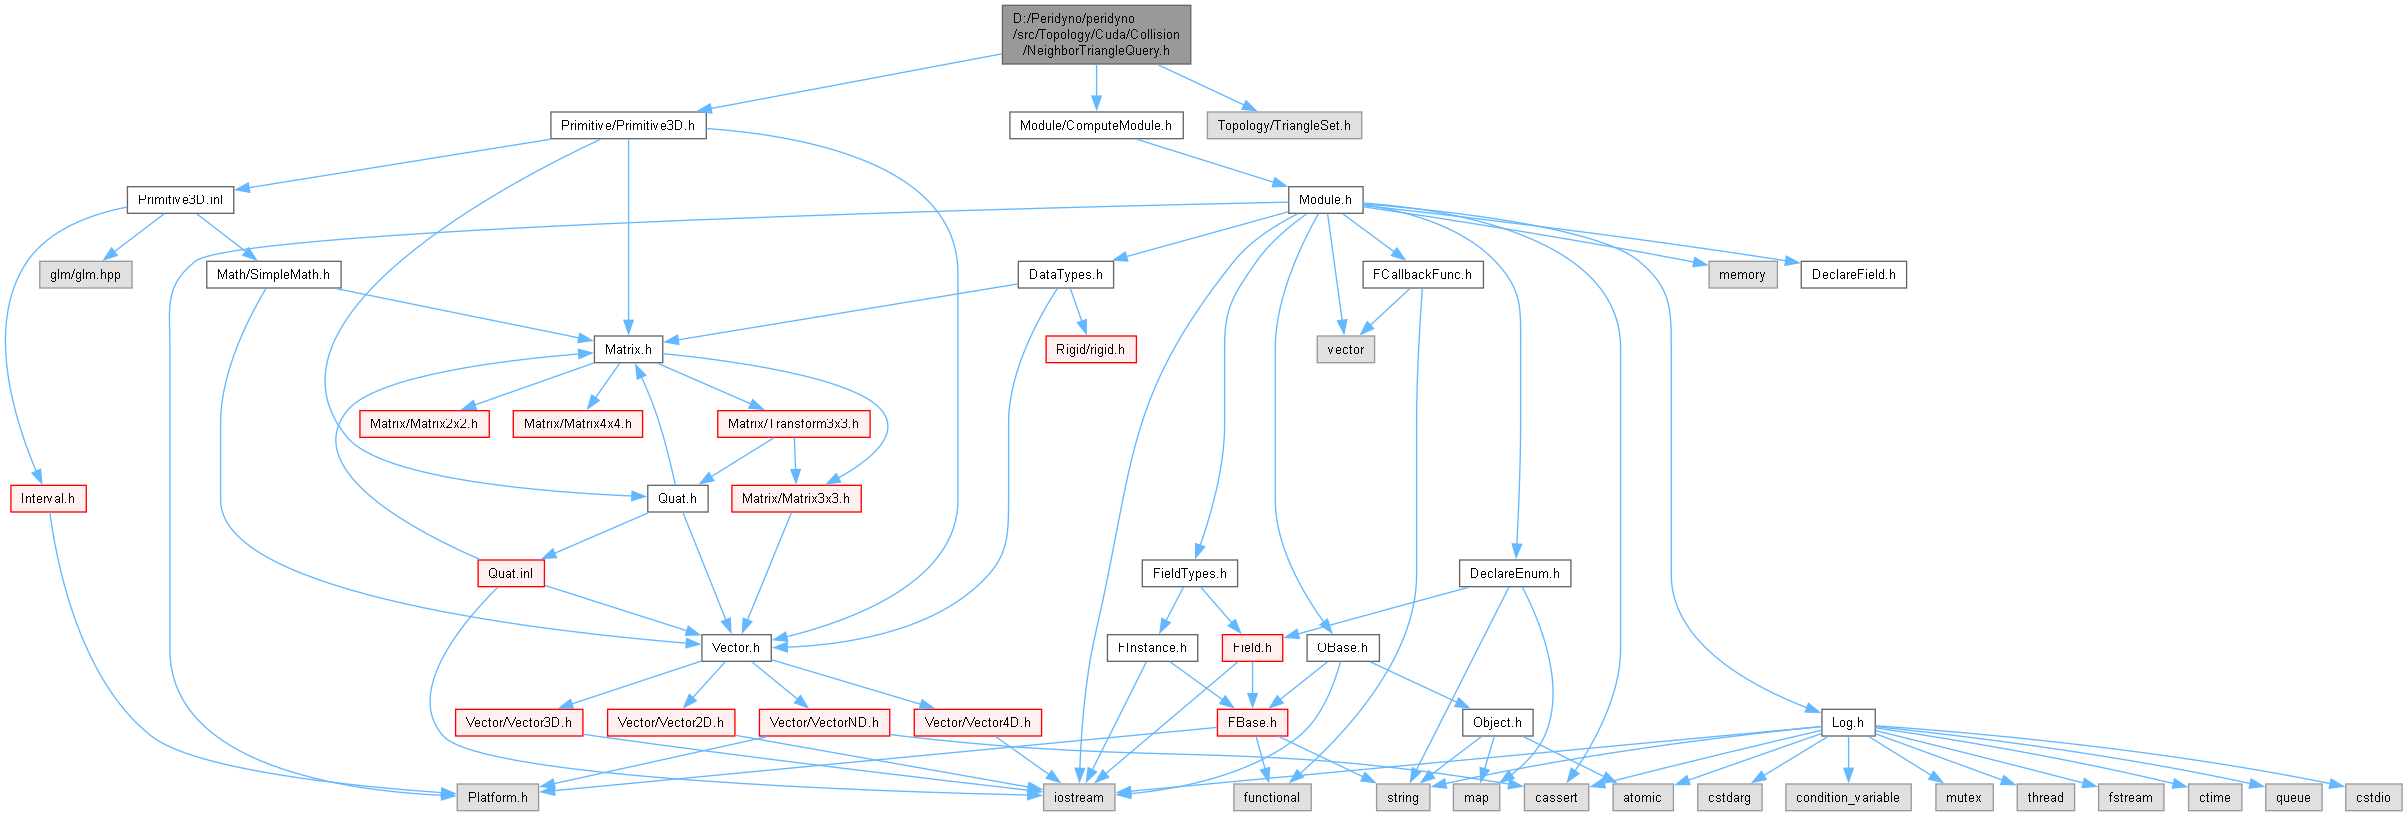 D:/Peridyno/peridyno
/src/Topology/Cuda/Collision
/NeighborTriangleQuery.h
Primitive/Primitive3D.h
Module/ComputeModule.h
Topology/TriangleSet.h
Primitive3D.inl
Module.h
glm/glm.hpp
Math/SimpleMath.h
DataTypes.h
FCallbackFunc.h
memory
DeclareField.h
Matrix.h
Rigid/rigid.h
vector
Matrix/Matrix2x2.h
Matrix/Matrix4x4.h
Matrix/Transform3x3.h
Interval.h
Quat.h
Matrix/Matrix3x3.h
Quat.inl
FieldTypes.h
DeclareEnum.h
Vector.h
FInstance.h
Field.h
OBase.h
Vector/Vector3D.h
Vector/Vector2D.h
Vector/VectorND.h
Vector/Vector4D.h
FBase.h
Object.h
Log.h
Platform.h
iostream
functional
string
map
cassert
atomic
cstdarg
condition_variable
mutex
thread
fstream
ctime
queue
cstdio